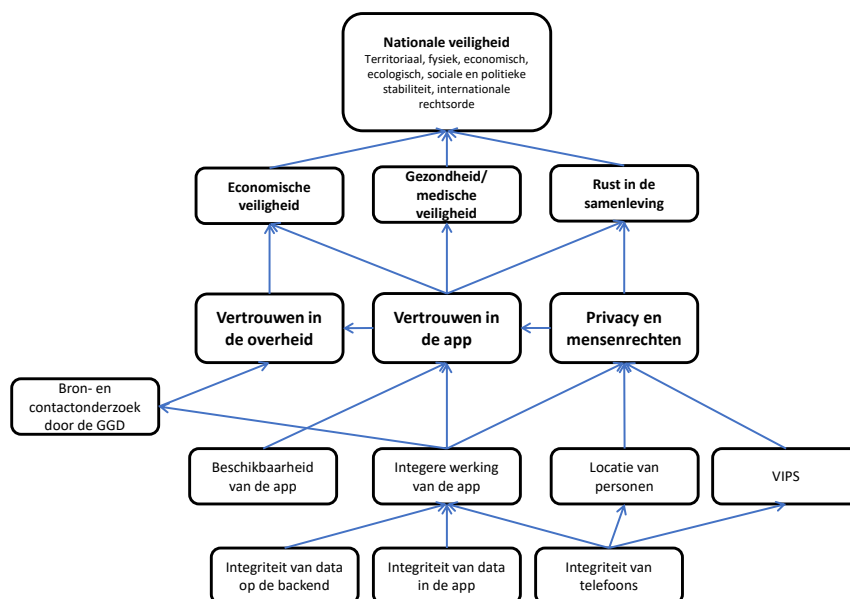 Nationale veiligheid
Territoriaal, fysiek, economisch,
ecologisch, sociale en politieke
stabiliteit, internationale
rechtsorde
Economische
veiligheid
Gezondheid/
medische
veiligheid
Rust in de
samenleving
Vertrouwen in
de overheid
Vertrouwen in
de app
Privacy en
mensenrechten
Bron- en
contactonderzoek
door de GGD
Beschikbaarheid
van de app
Integere werking
van de app
Locatie van
personen
VIPS
Integriteit van data
op de backend
Integriteit van data
in de app
Integriteit van
telefoons